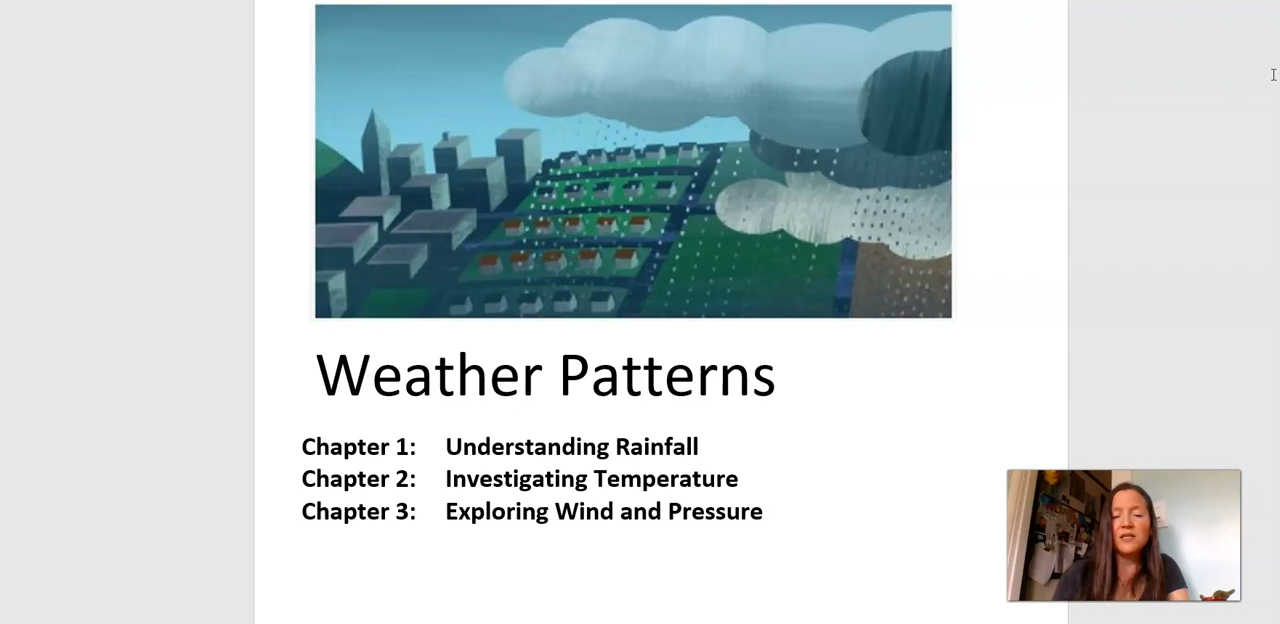 Weather Patterns
Chapter 1: Understanding Rainfall
Chapter 2: Investigating Temperature
Chapter 3: Exploring Wind and Pressure